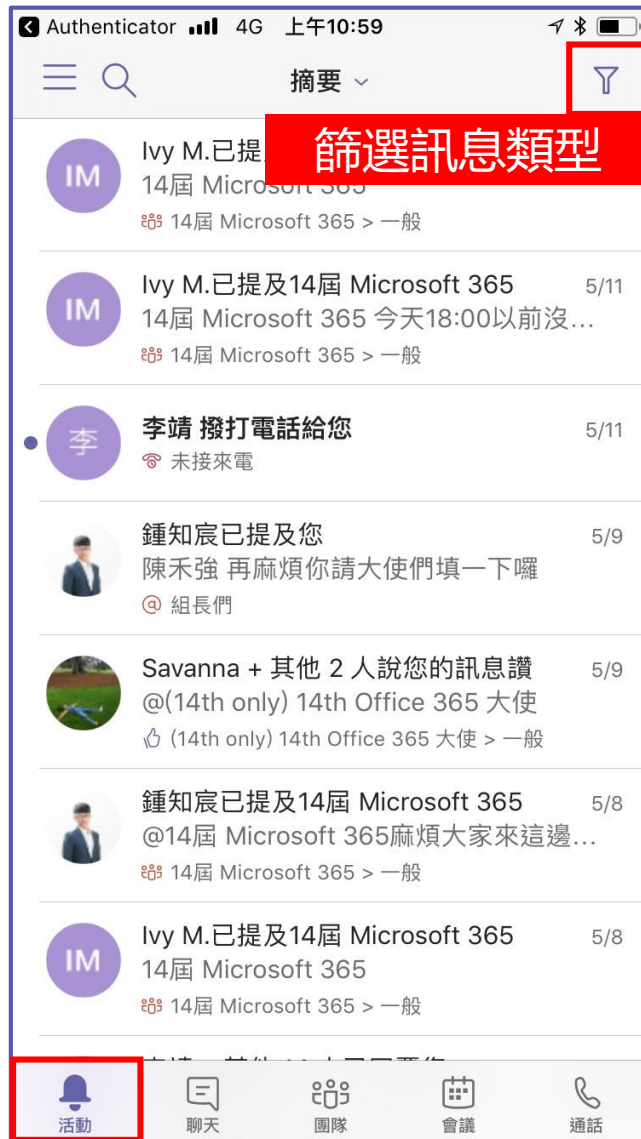 Authenticator 4G 上午10:59
摘要
篩選訊息類型
IM
Ivy M.已提
14屆 Microsoft 365
14屆 Microsoft 365 > 一般
IM
Ivy M.已提及14屆 Microsoft 365 5/11
14屆 Microsoft 365 今天18:00以前沒…
14屆 Microsoft 365 > 一般
李
李靖 撥打電話給您 5/11
未接來電
鍾知宸已提及您 5/9
陳禾強 再麻煩你請大使們填一下囉
@ 組長們
Savanna + 其他 2 人說您的訊息讚 5/9
@(14th only) 14th Office 365 大使
(14th only) 14th Office 365 大使 > 一般
鍾知宸已提及14屆 Microsoft 365 5/8
@14屆 Microsoft 365麻煩大家來這邊…
14屆 Microsoft 365 > 一般
IM
Ivy M.已提及14屆 Microsoft 365 5/8
14屆 Microsoft 365
14屆 Microsoft 365 > 一般
活動 聊天 團隊 會議 通話